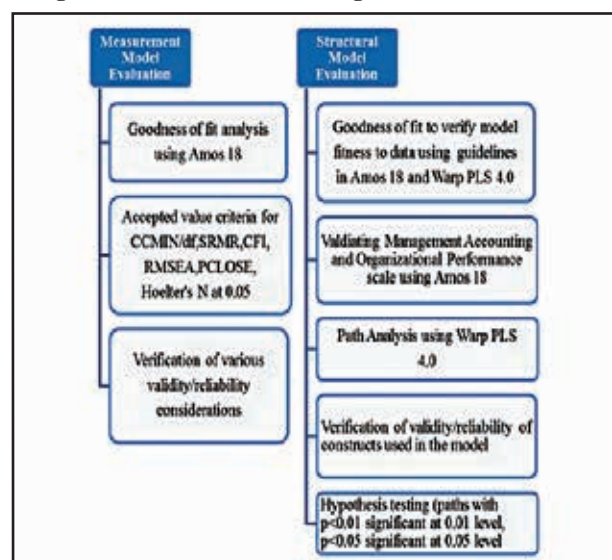 Measurement
Model
Evaluation
Goodness of fit analysis
using Amos 18
Accepted value criteria for
CCMIN/df,SRMR,CFI,
RMSEA,PCLOSE,
Hoelter's N at 0.05
Verification of various
validity/reliability
considerations
Structural
Model
Evaluation
Goodness of fit to verify model
fitness to data using guidelines
in Amos 18 and Warp PLS 4.0
Valdiating Management Accounting
and Organizational Performance
scale using Amos 18
Path Analysis using Warp PLS
4.0
Verification of validity/reliability of
constructs used in the model
Hypothesis testing (paths with
p<0.01 significant at 0.01 level,
p<0.05 significant at 0.05 level